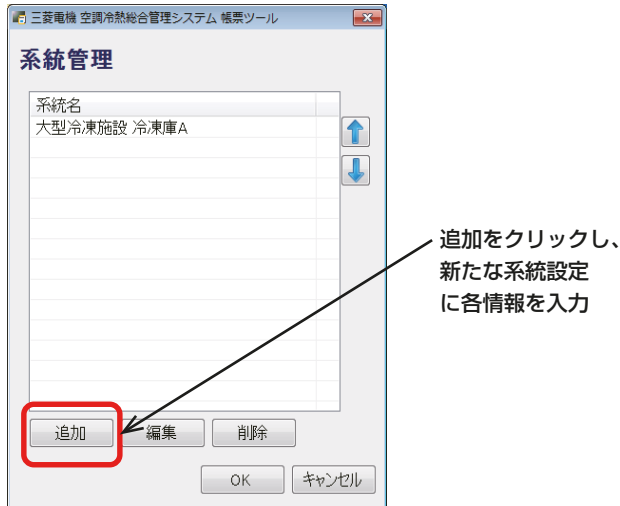 三菱電機 空調冷熱総合管理システム 帳票ツール
系統管理
系統名
大型冷凍施設 冷凍庫A
追加をクリックし、
新たな系統設定
に各情報を入力
追加
編集
削除
OK
キャンセル